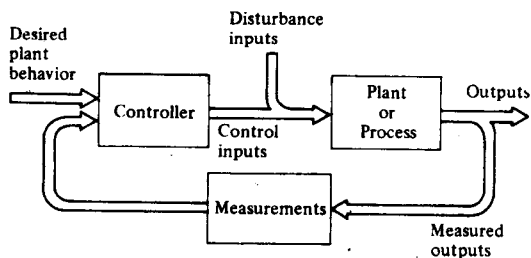 Desired
plant
behavior
Disturbance
inputs
Controller
Control
inputs
Plant
or
Process
Outputs
Measurements
Measured
outputs